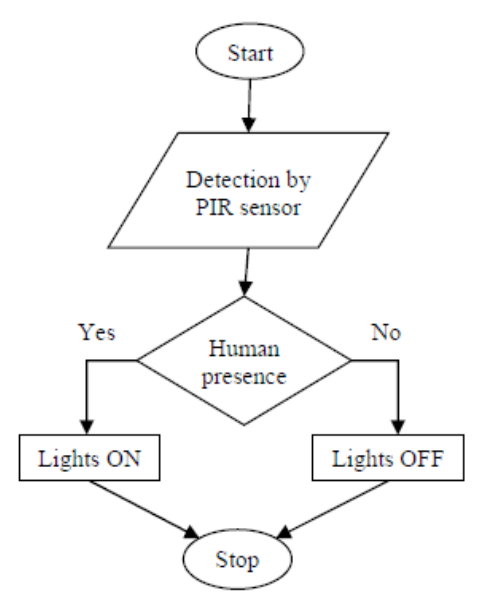 Start
Detection by
PIR sensor
Yes
No
Human
presence
Lights ON
Lights OFF
Stop